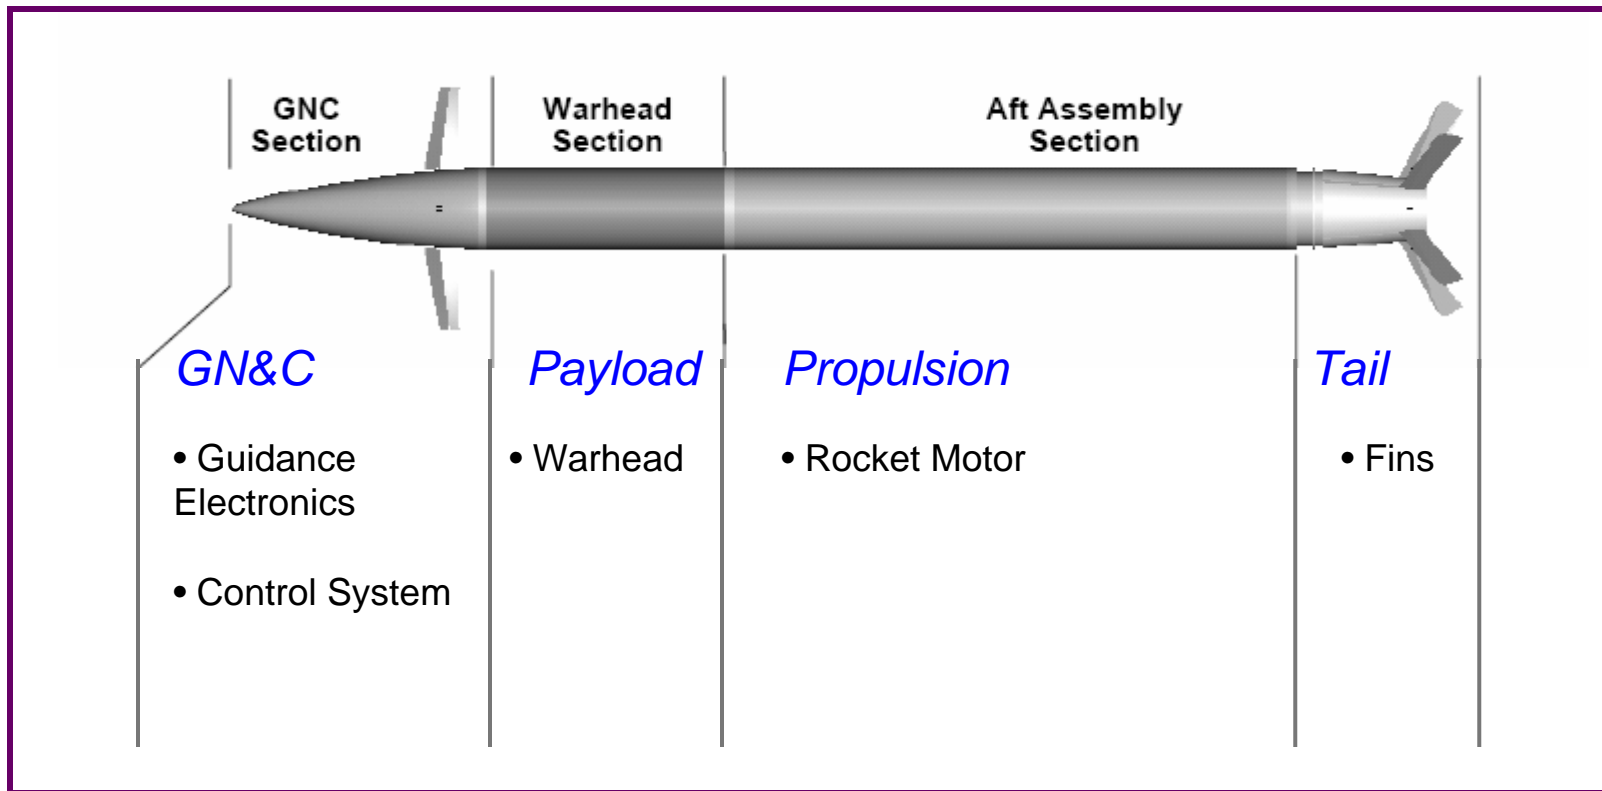 GNC
Section
Warhead
Section
Aft Assembly
Section
GN&C
Payload
Propulsion
Tail
• Guidance
Electronics
• Control System
• Warhead
• Rocket Motor
• Fins